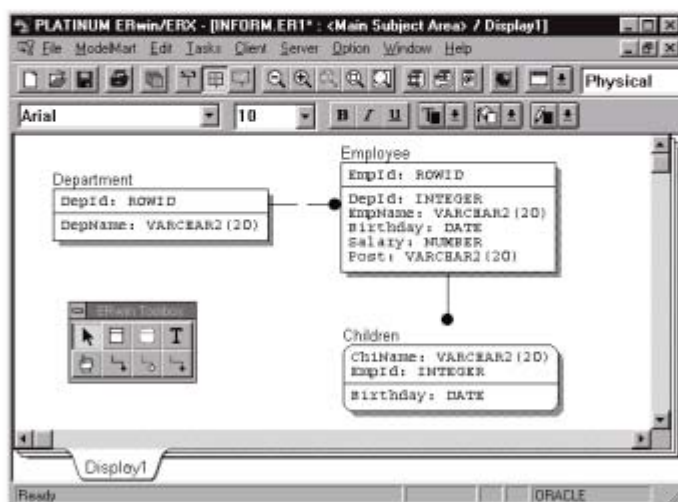 PLATINUM ERwin/ERX - [INFORM.ER1* : <Main Subject Area> / Display1]
File ModelMart Edit Tasks Client Server Option Window Help
Physical
Arial 10 B I U
Employee
EmpId: ROWID
DepId: INTEGER
EmpName: VARCHAR2(20)
Birthday: DATE
Salary: NUMBER
Post: VARCHAR2(20)
Department
DepId: ROWID
DepName: VARCHAR2(20)
ERwin Toolbox
T
Children
ChiName: VARCHAR2(20)
EmpId: INTEGER
Birthday: DATE
Display1
Ready ORACLE